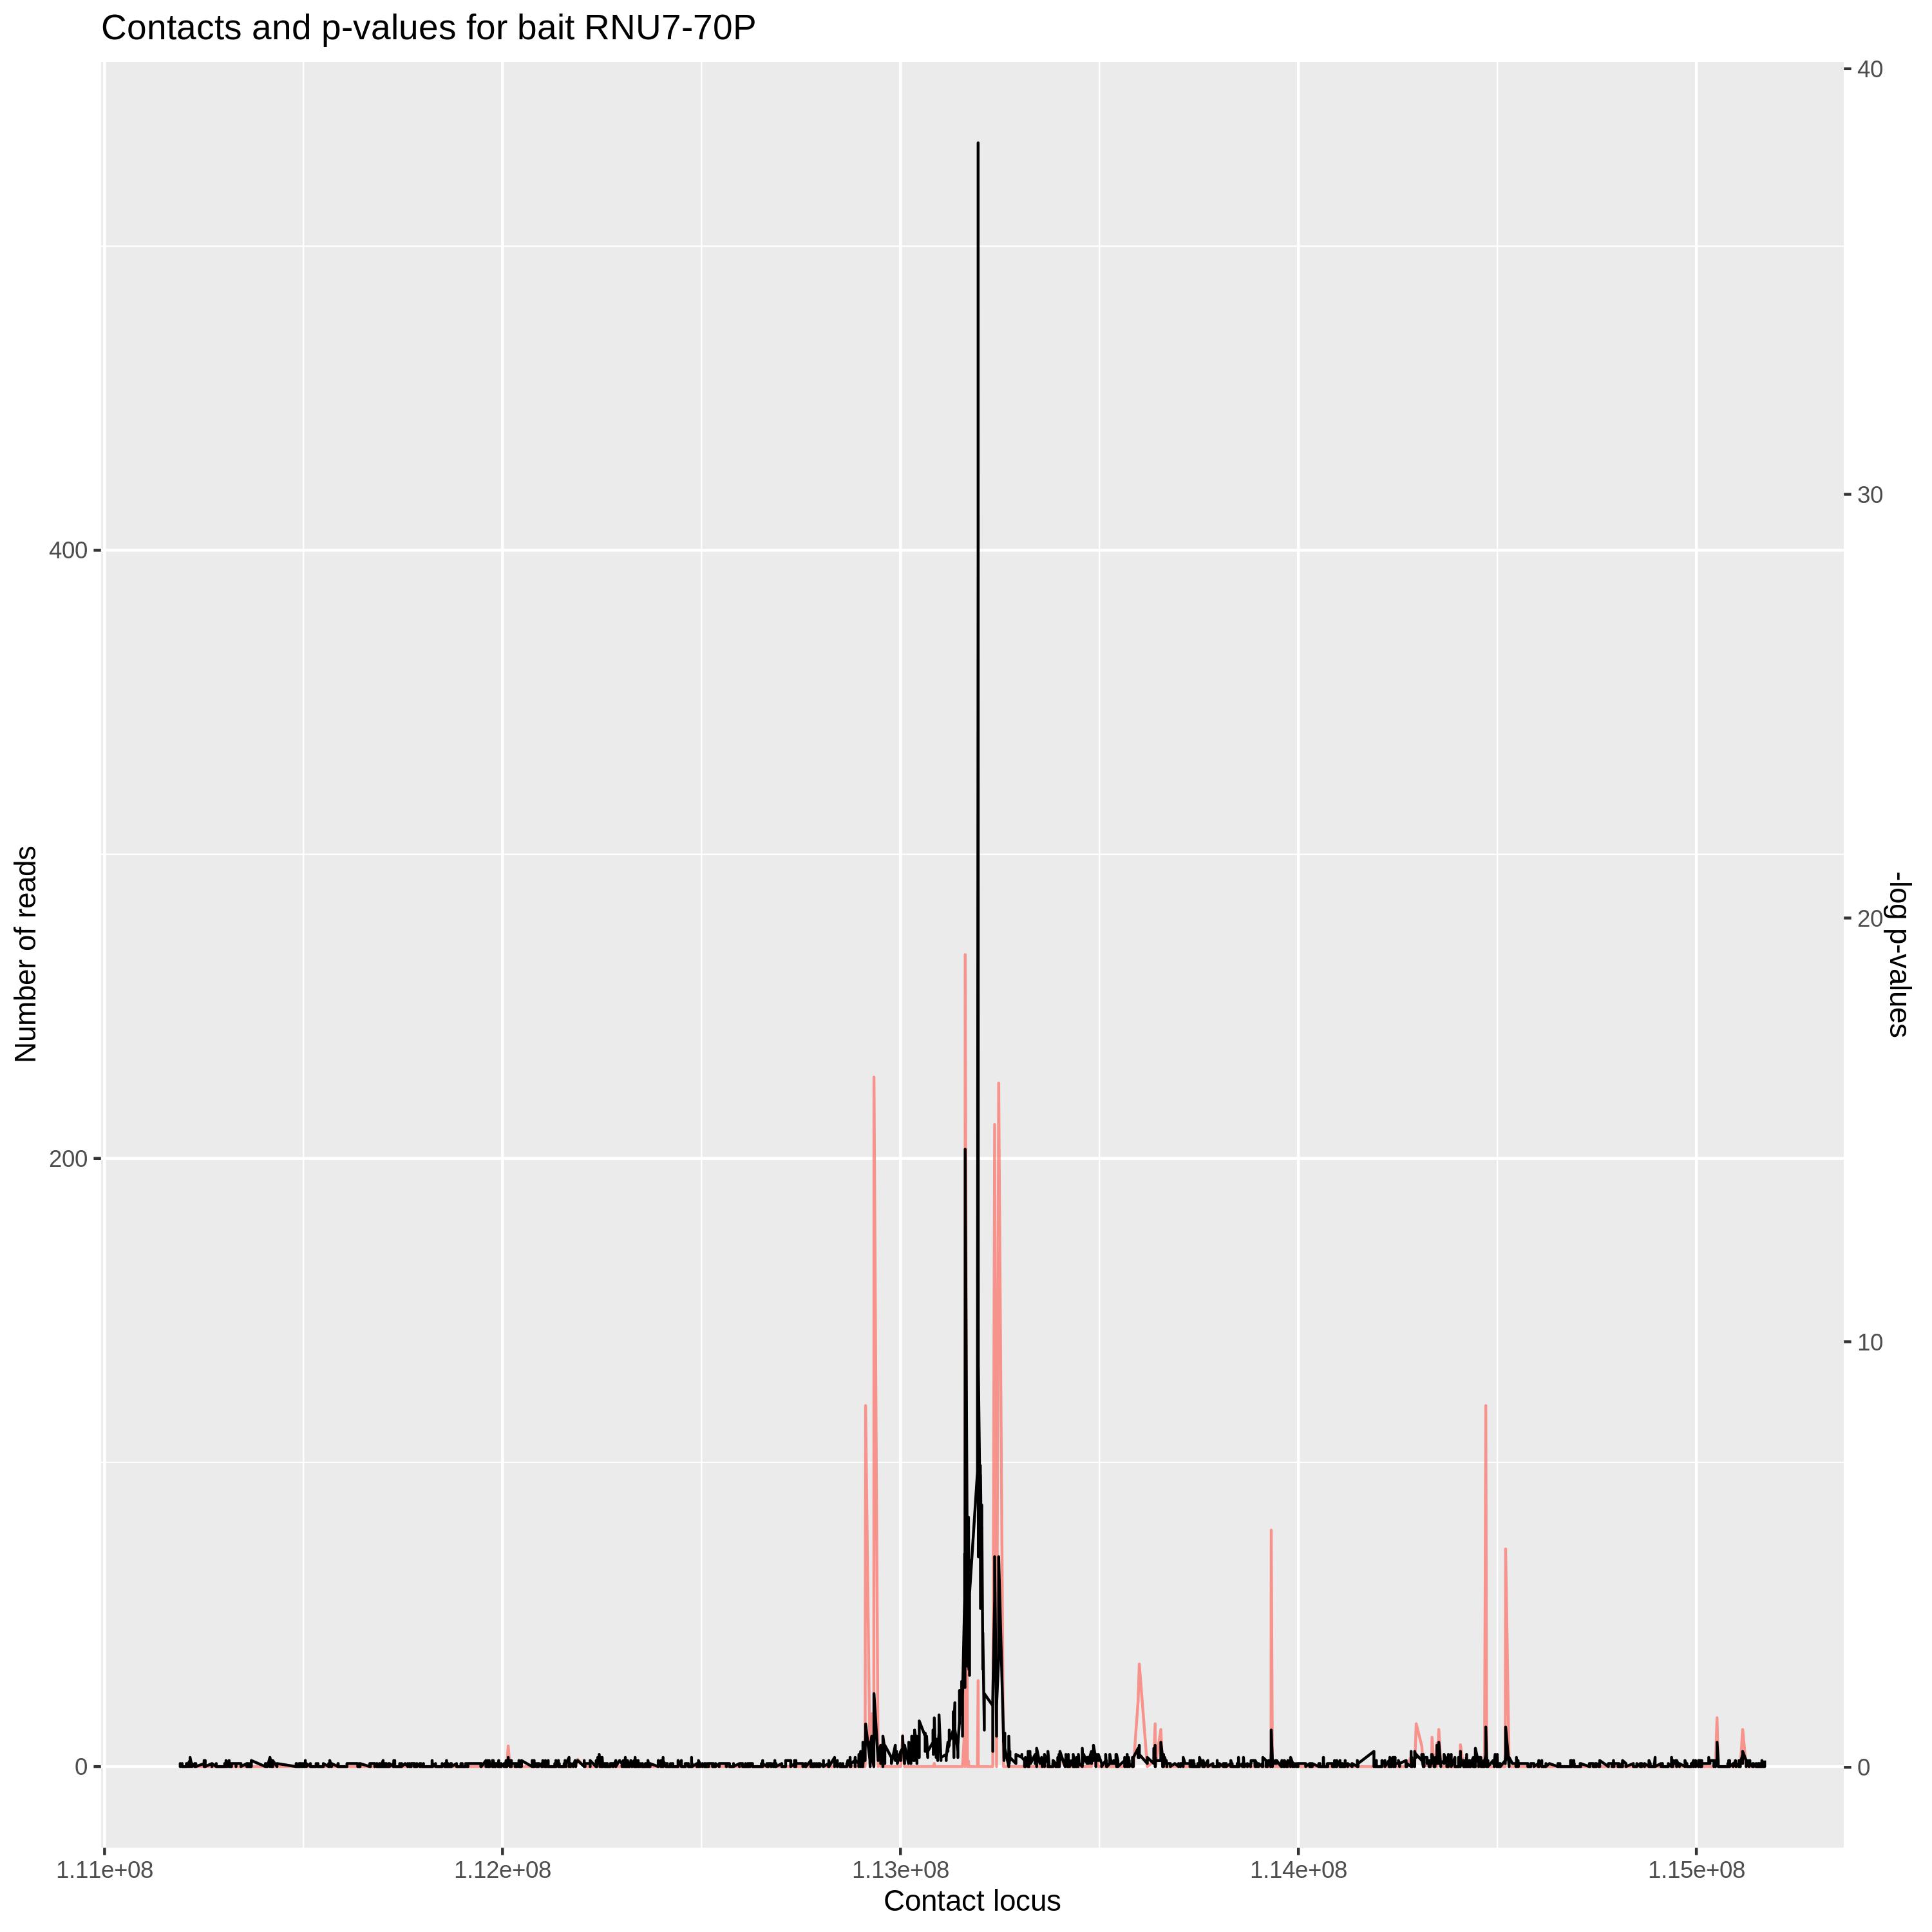 Contacts and p-values for bait RNU7-70P
40
30
400
20
Number of reads
-log p-values
200
10
0
0
1.11e+08
1.12e+08
1.13e+08
1.14e+08
1.15e+08
Contact locus